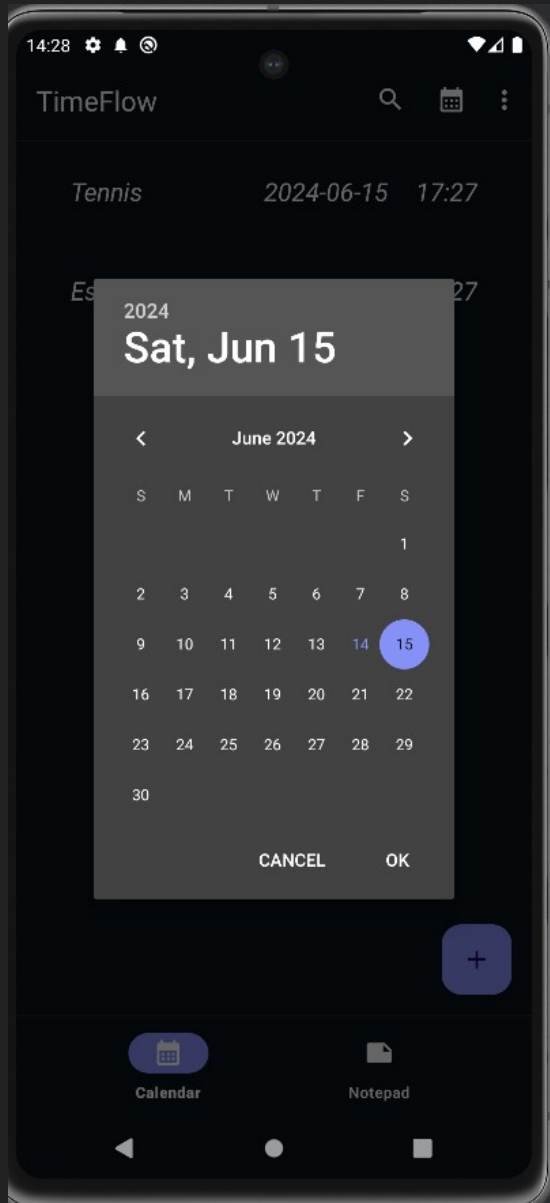 14:28
TimeFlow
Tennis 2024-06-15 17:27
Es 27
2024
Sat, Jun 15
June 2024
S M T W T F S
1
2 3 4 5 6 7 8
9 10 11 12 13 14 15
16 17 18 19 20 21 22
23 24 25 26 27 28 29
30
CANCEL OK
+
Calendar Notepad